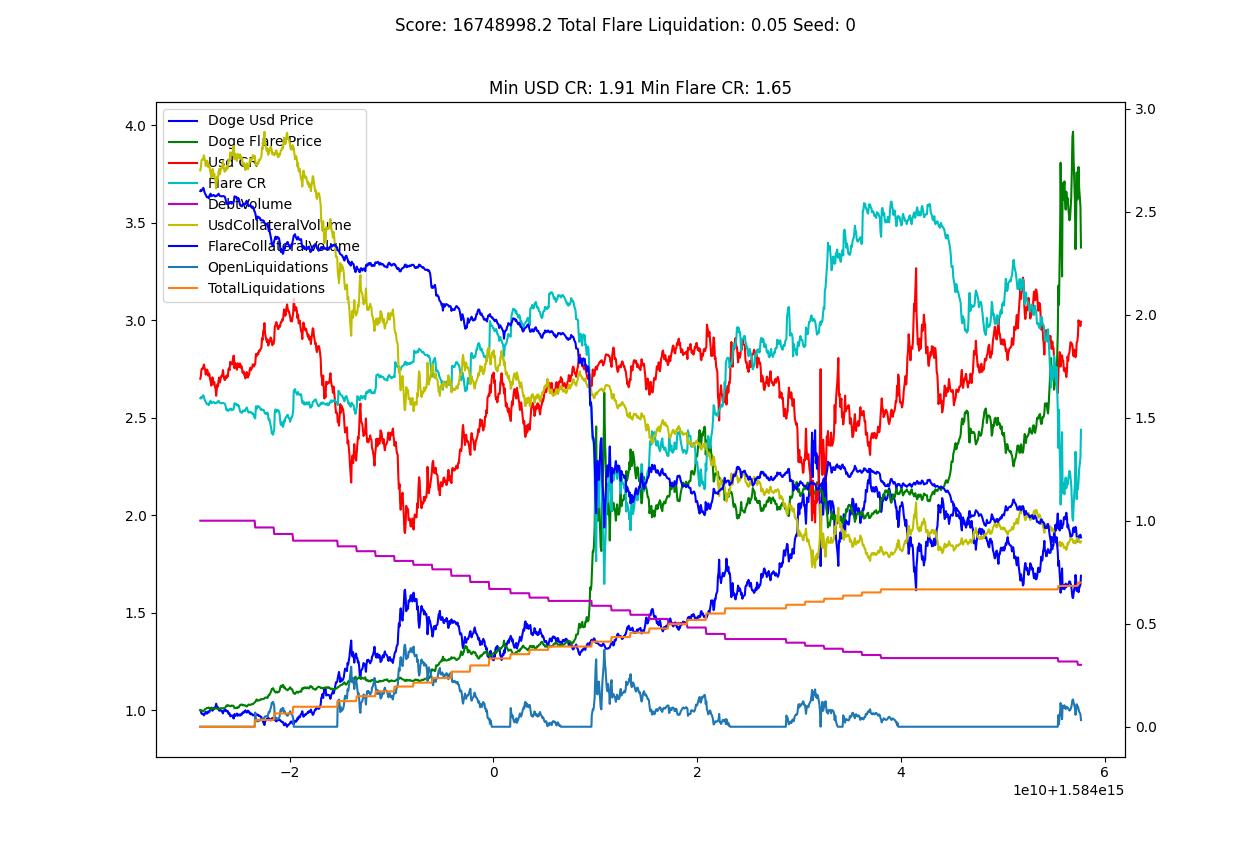 Score: 16748998.2 Total Flare Liquidation: 0.05 Seed: 0
Min USD CR: 1.91 Min Flare CR: 1.65
Doge Usd Price
Doge Flare Price
Usd CR
Flare CR
DebtVolume
UsdCollateralVolume
FlareCollateralVolume
OpenLiquidations
TotalLiquidations
4.0
3.5
3.0
2.5
2.0
1.5
1.0
3.0
2.5
2.0
1.5
1.0
0.5
0.0
−2
0
2
4
6
1e10+1.584e15